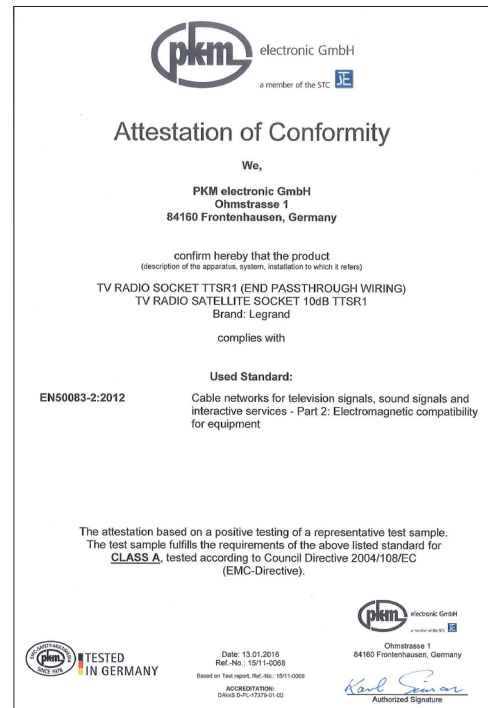 pkm electronic GmbH
a member of the STC
Attestation of Conformity
We,
PKM electronic GmbH
Ohmstrasse 1
84160 Frontenhausen, Germany
confirm hereby that the product
(description of the apparatus, system, installation to which it refers)
TV RADIO SOCKET TTSR1 (END PASSTHROUGH WIRING)
TV RADIO SATELLITE SOCKET 10dB TTSR1
Brand: Legrand
complies with
Used Standard:
EN50083-2:2012 Cable networks for television signals, sound signals and
interactive services - Part 2: Electromagnetic compatibility
for equipment
The attestation based on a positive testing of a representative test sample.
The test sample fulfills the requirements of the above listed standard for
CLASS A, tested according to Council Directive 2004/108/EC
(EMC-Directive).
pkm electronic GmbH
a member of the STC
Ohmstrasse 1
84160 Frontenhausen, Germany
EMC-SAFETY-MULTIMEDIA
pkm
SINCE 1978
TESTED
IN GERMANY
Date: 13.01.2016
Ref.-No.: 15/11-0068
Based on Test report, Ref.-No.: 15/11-0068
ACCREDITATION:
DAkkS D-PL-17379-01-03
Karl
Authorized Signature